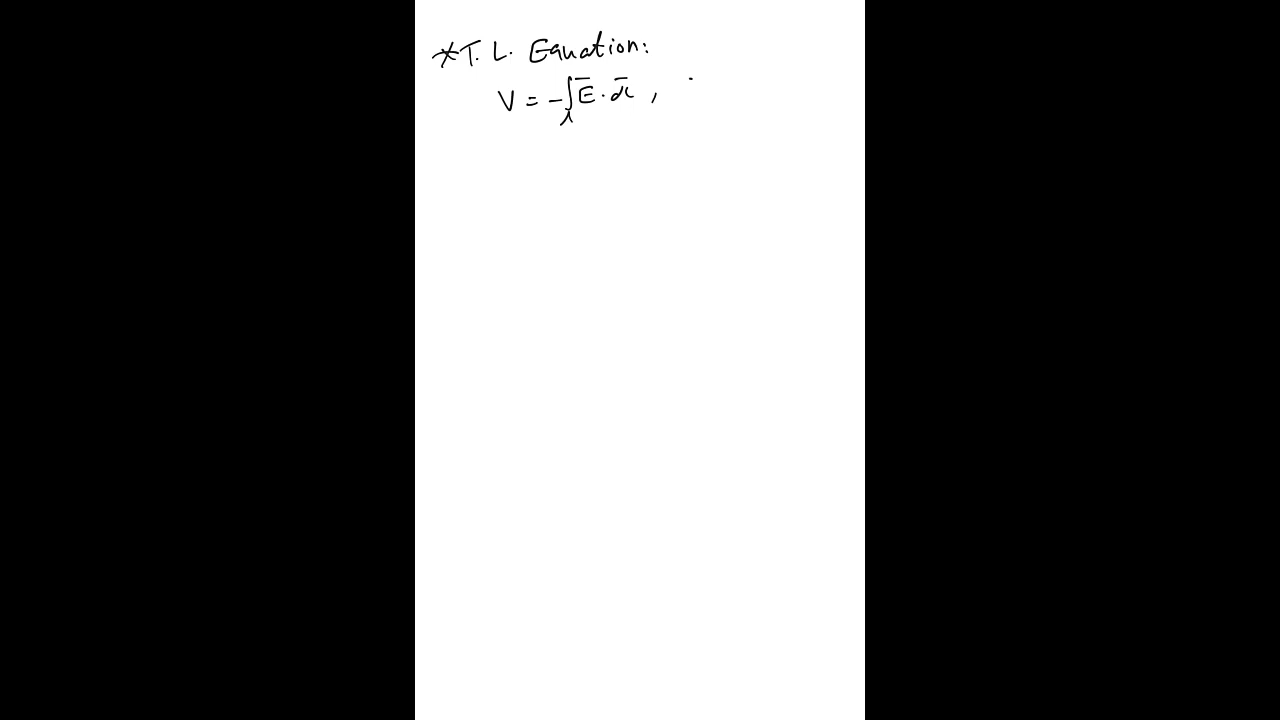 *T. L. Equation:
V = -∫_l E̅ · d̅l ,